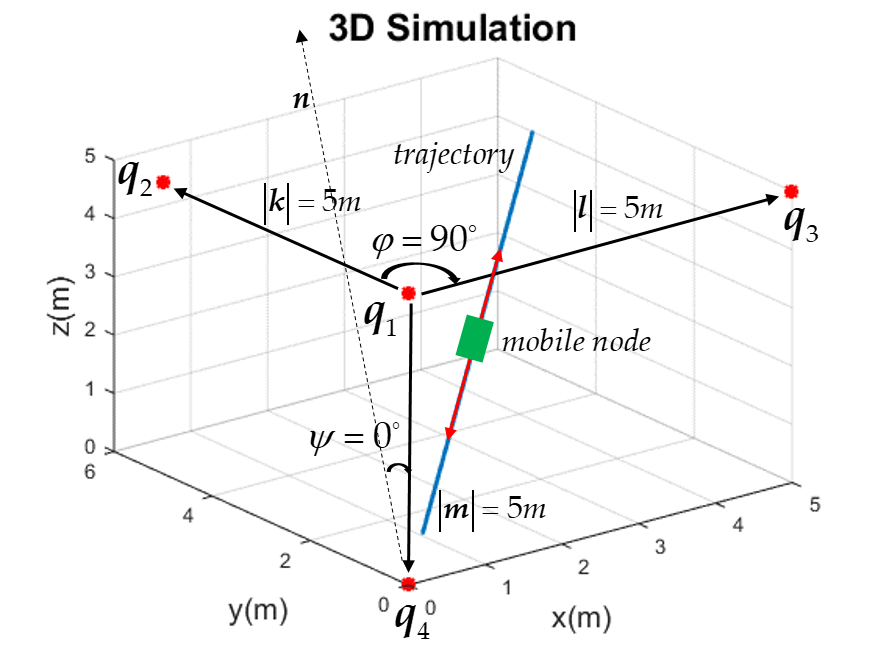 3D Simulation
n
trajectory
q2
|k| = 5m
|l| = 5m
q3
φ = 90°
q1
mobile node
ψ = 0°
|m| = 5m
q4
z(m)
5
4
3
2
1
0
y(m)
6
4
2
0
x(m)
0
1
2
3
4
5